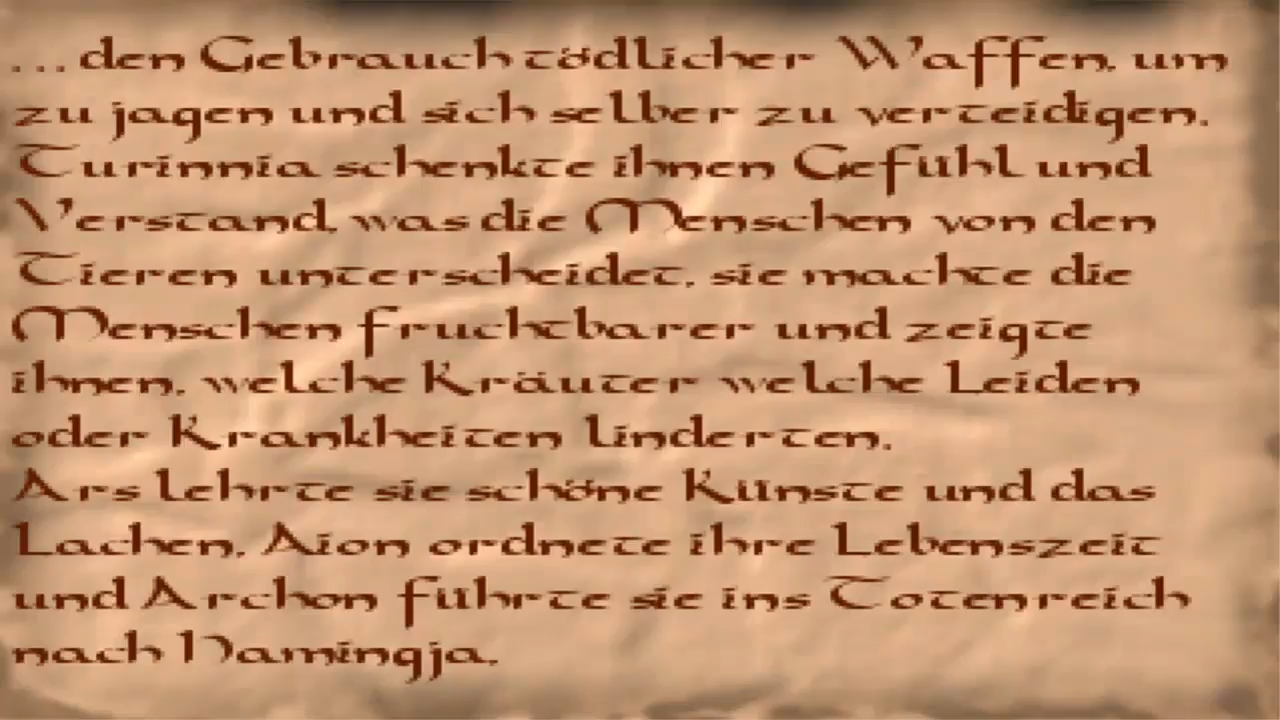 ...den Gebrauch tödlicher Waffen, um
zu jagen und sich selber zu verteidigen.
Turinnia schenkte ihnen Gefühl und
Verstand, was die Menschen von den
Tieren unterscheidet, sie machte die
Menschen fruchtbarer und zeigte
ihnen, welche Kräuter welche Leiden
oder Krankheiten linderten.
Ars lehrte sie schöne Künste und das
Lachen, Aion ordnete ihre Lebenszeit
und Archon führte sie ins Totenreich
nach Hamingja.